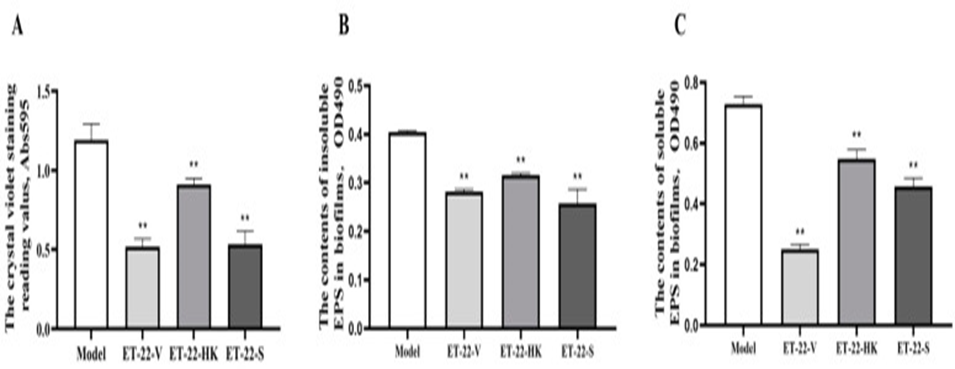 A
The crystal violet staining
reading valus, Abs595
1.5
1.0
0.5
0.0
**
**
**
Model ET-22-V ET-22-HK ET-22-S
B
The contents of insoluble
EPS in biofilms. OD490
0.5
0.4
0.3
0.2
0.1
0.0
**
**
**
Model ET-22-V ET-22-HK ET-22-S
C
The contents of soluble
EPS in biofilms. OD490
0.8
0.6
0.4
0.2
0.0
**
**
**
Model ET-22-V ET-22-HK ET-22-S